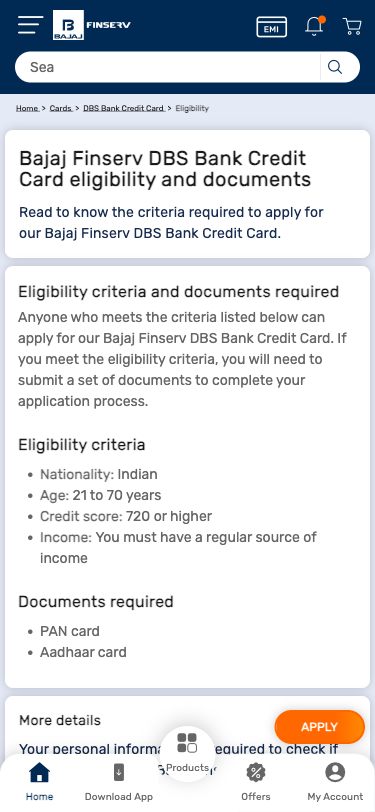 BAJAJ
FINSERV
EMI
Sea
Home > Cards > DBS Bank Credit Card > Eligibility
Bajaj Finserv DBS Bank Credit
Card eligibility and documents
Read to know the criteria required to apply for
our Bajaj Finserv DBS Bank Credit Card.
Eligibility criteria and documents required
Anyone who meets the criteria listed below can
apply for our Bajaj Finserv DBS Bank Credit Card. If
you meet the eligibility criteria, you will need to
submit a set of documents to complete your
application process.
Eligibility criteria
• Nationality: Indian
• Age: 21 to 70 years
• Credit score: 720 or higher
• Income: You must have a regular source of
income
Documents required
• PAN card
• Aadhaar card
More details
APPLY
Your personal equired to check if
Products
Home
Download App
Offers
My Account